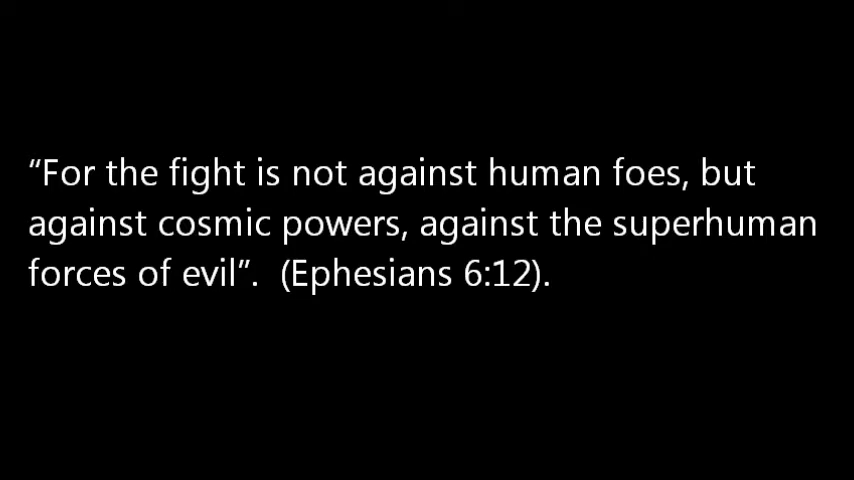 “For the fight is not against human foes, but
against cosmic powers, against the superhuman
forces of evil”.  (Ephesians 6:12).